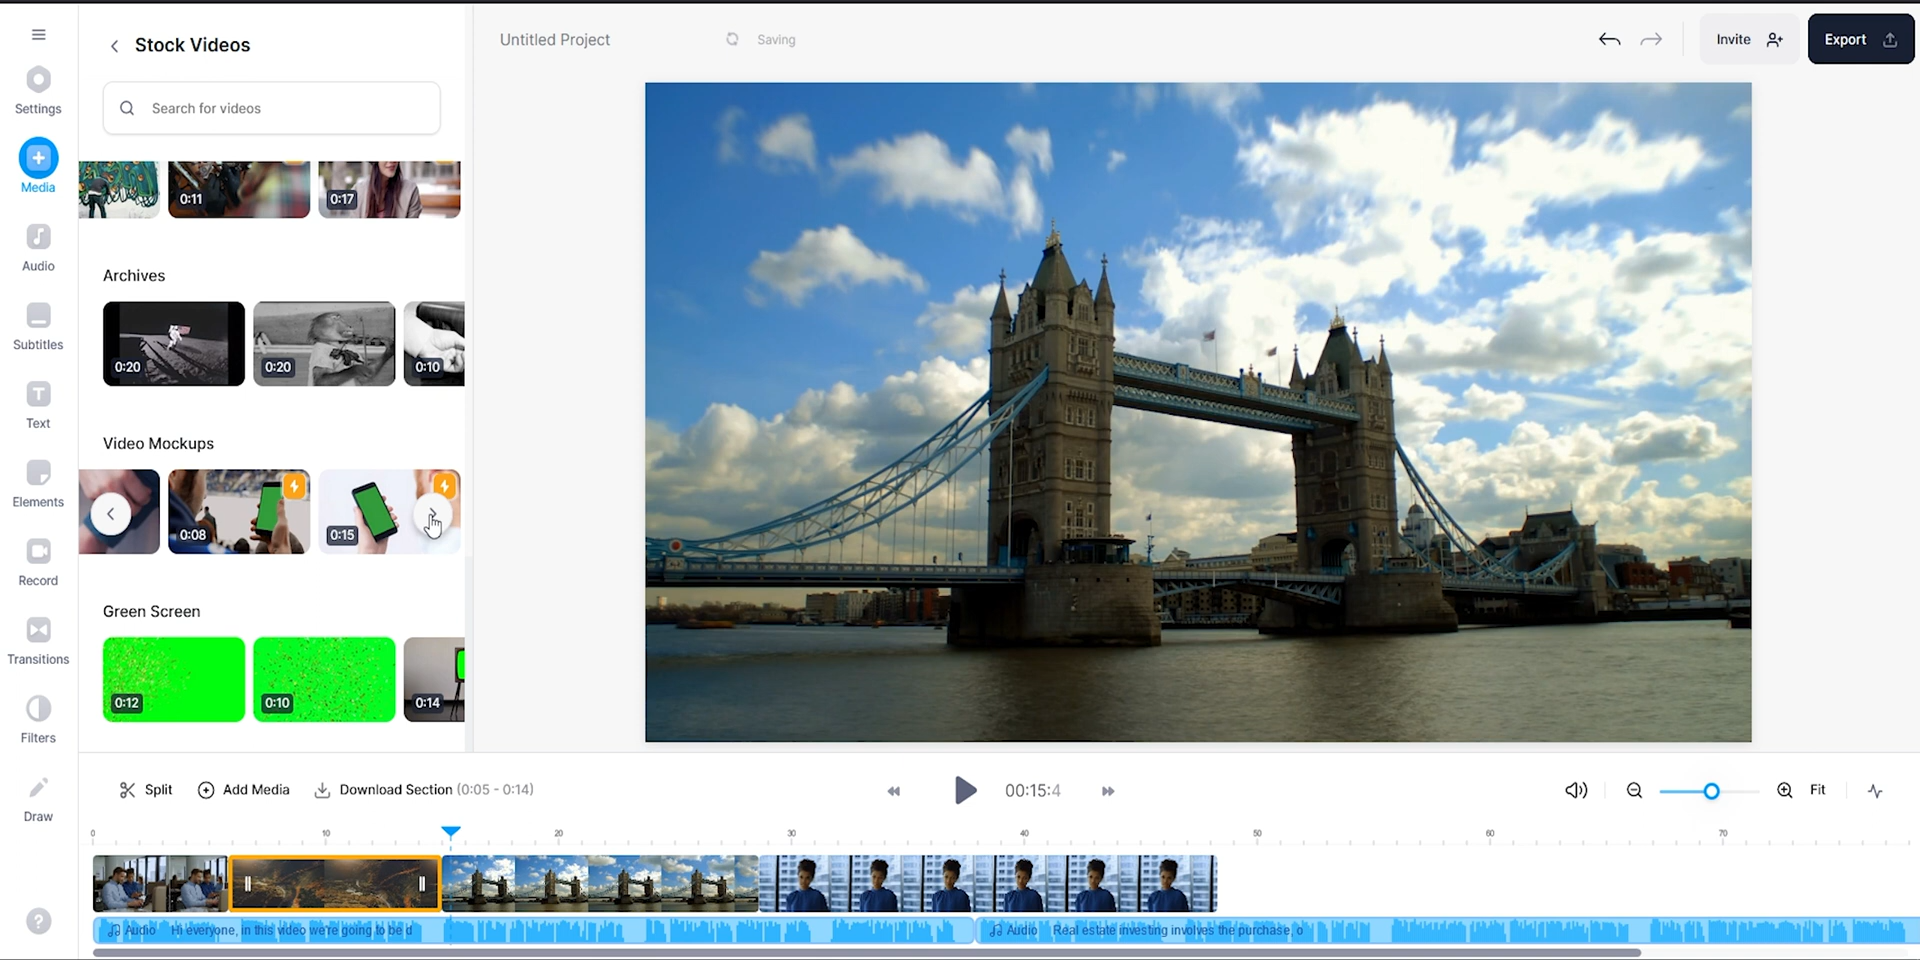 Settings
Media
Audio
Subtitles
Text
Elements
Record
Transitions
Filters
Draw
?
Stock Videos
Search for videos
0:11
0:17
Archives
0:20
0:20
0:10
Video Mockups
0:08
0:15
Green Screen
0:12
0:10
0:14
Untitled Project
Saving
Invite
Export
Split
Add Media
Download Section (0:05 - 0:14)
00:15:4
Fit
0
10
20
30
40
50
60
70
Audio Hi everyone, in this video we're going to be d
Audio Real estate investing involves the purchase, o